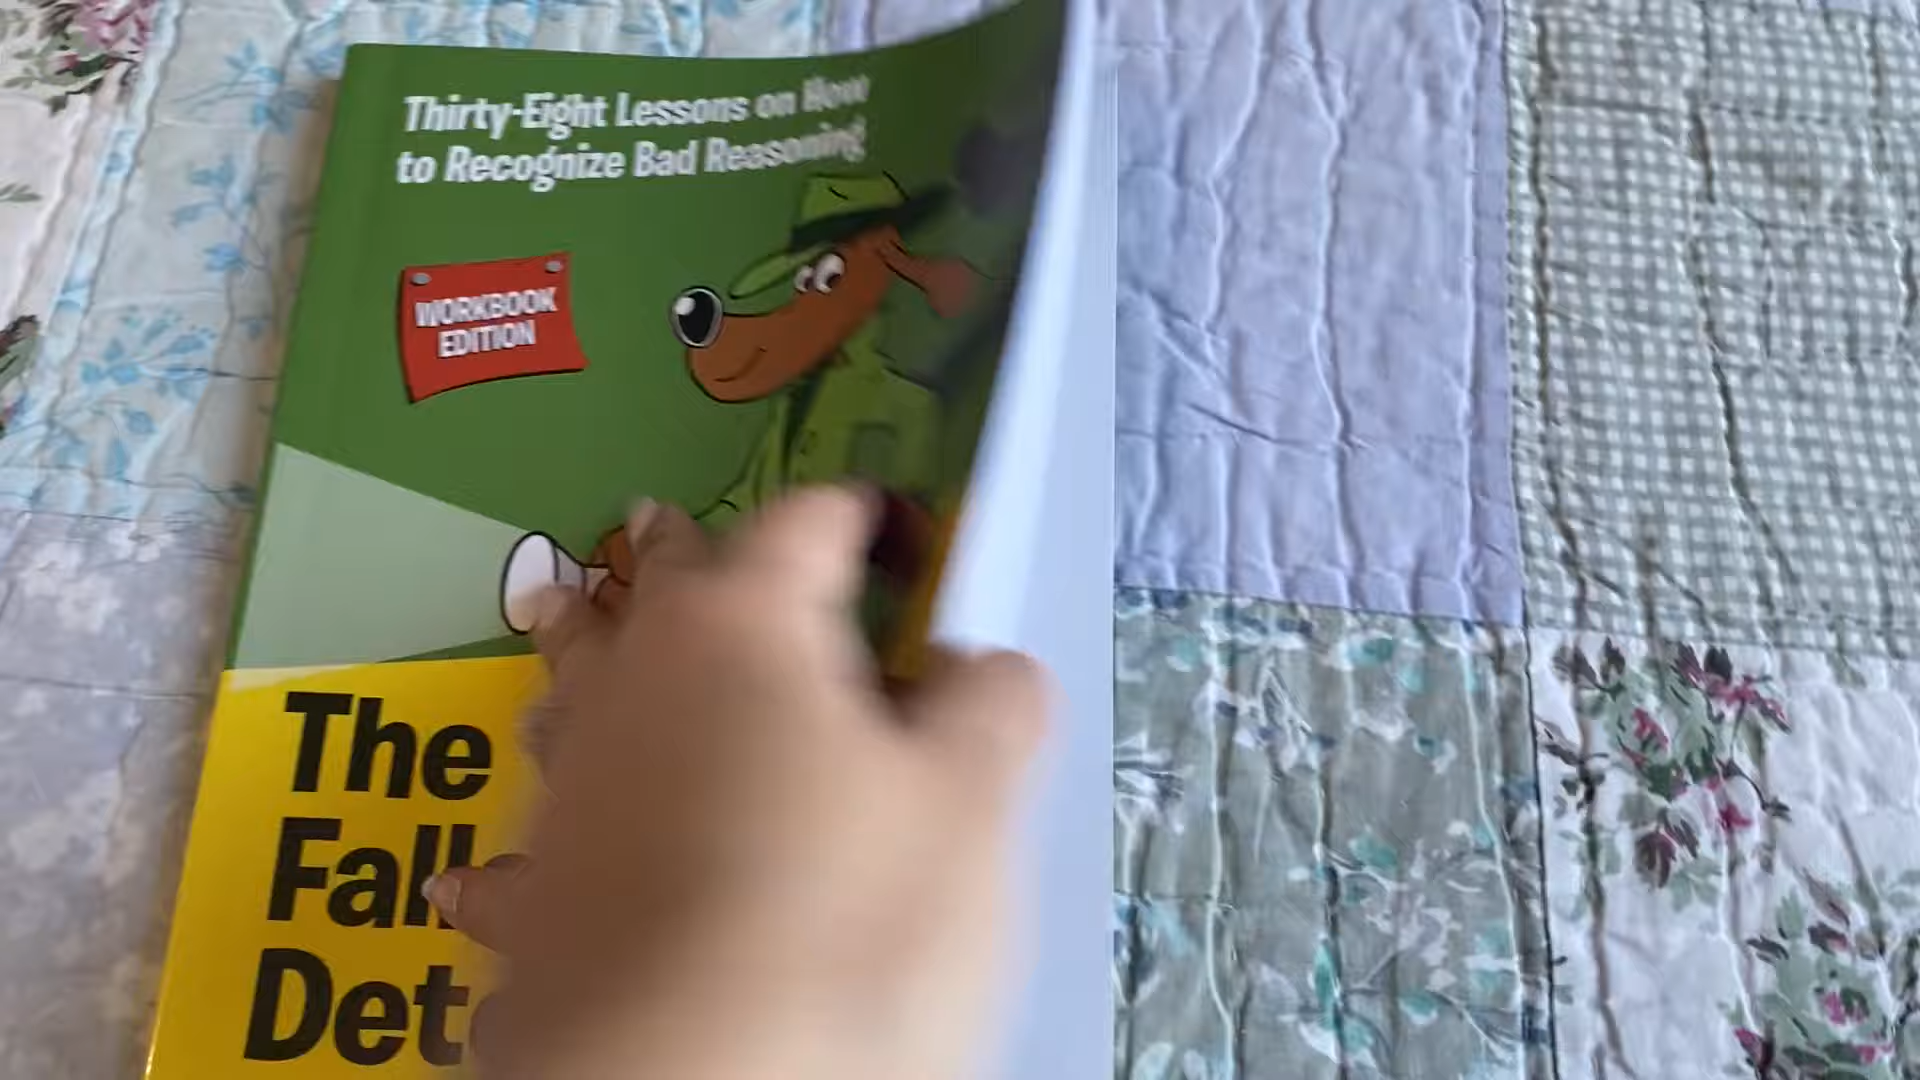 Thirty-Eight Lessons on How
to Recognize Bad Reasoning
WORKBOOK
EDITION
The
Fall
Det